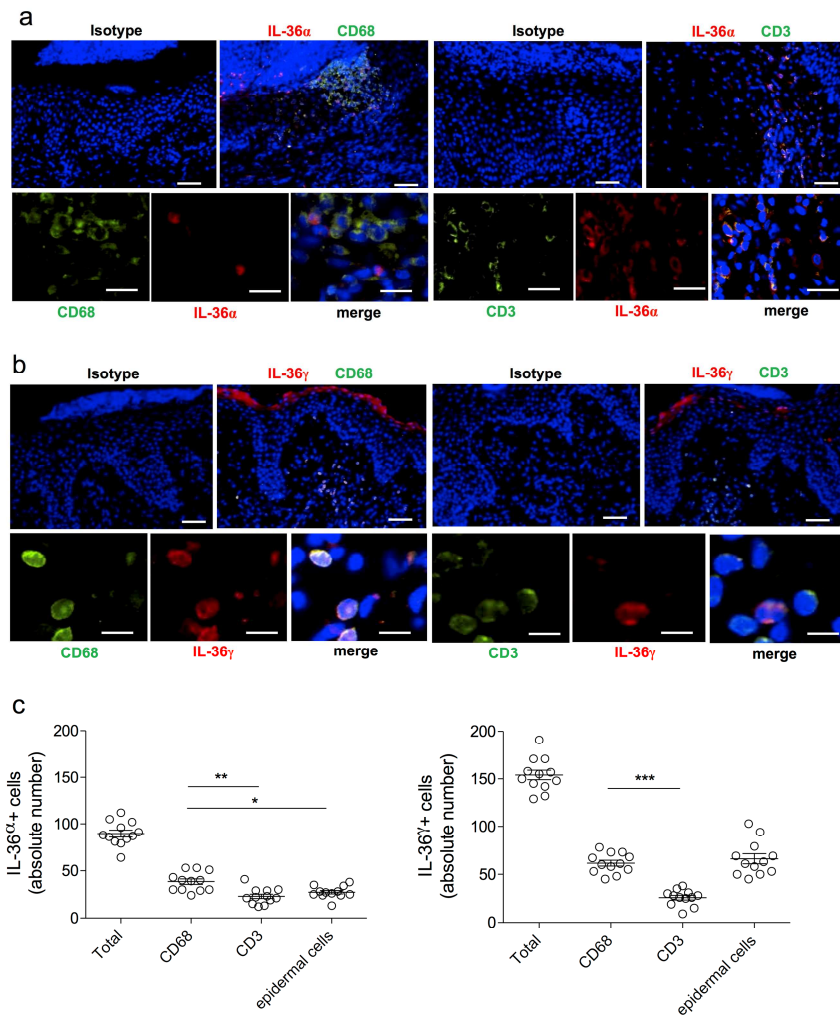 a
Isotype IL-36α CD68 Isotype IL-36α CD3
CD68 IL-36α merge CD3 IL-36α merge
b
Isotype IL-36γ CD68 Isotype IL-36γ CD3
CD68 IL-36γ merge CD3 IL-36γ merge
c
IL-36α+ cells
(absolute number)
200
150
100
50
0
**
*
Total
CD68
CD3
epidermal cells
IL-36γ+ cells
(absolute number)
200
150
100
50
0
***
Total
CD68
CD3
epidermal cells